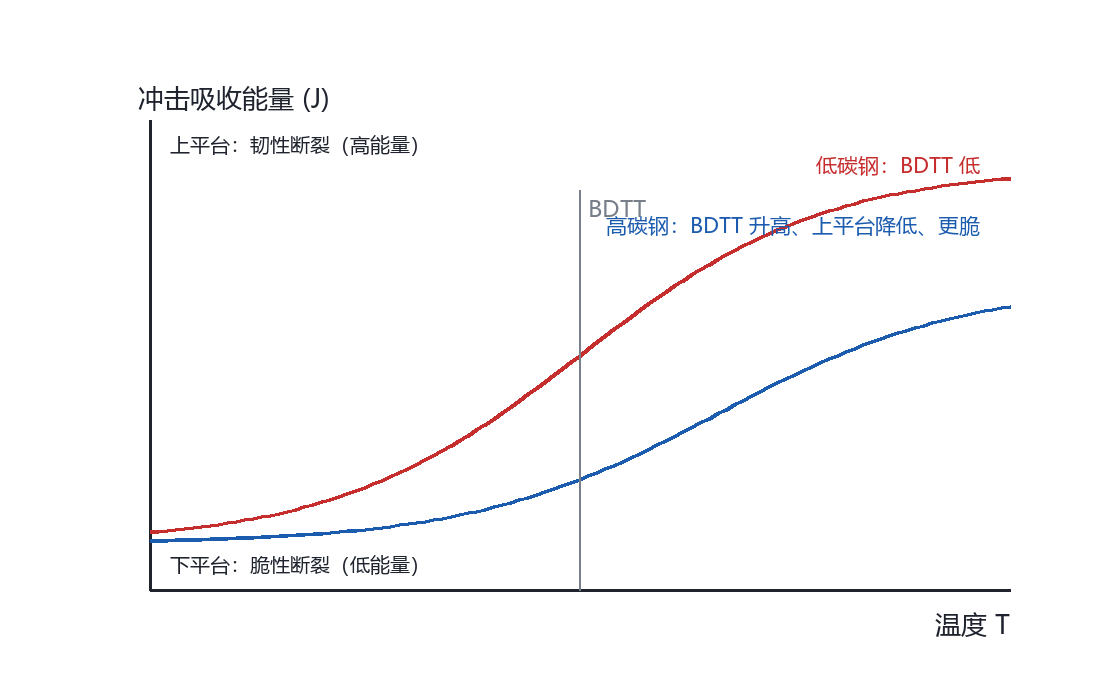 冲击吸收能量 (J)
上平台：韧性断裂（高能量）
低碳钢：BDTT 低
BDTT
高碳钢：BDTT 升高、上平台降低、更脆
下平台：脆性断裂（低能量）
温度 T